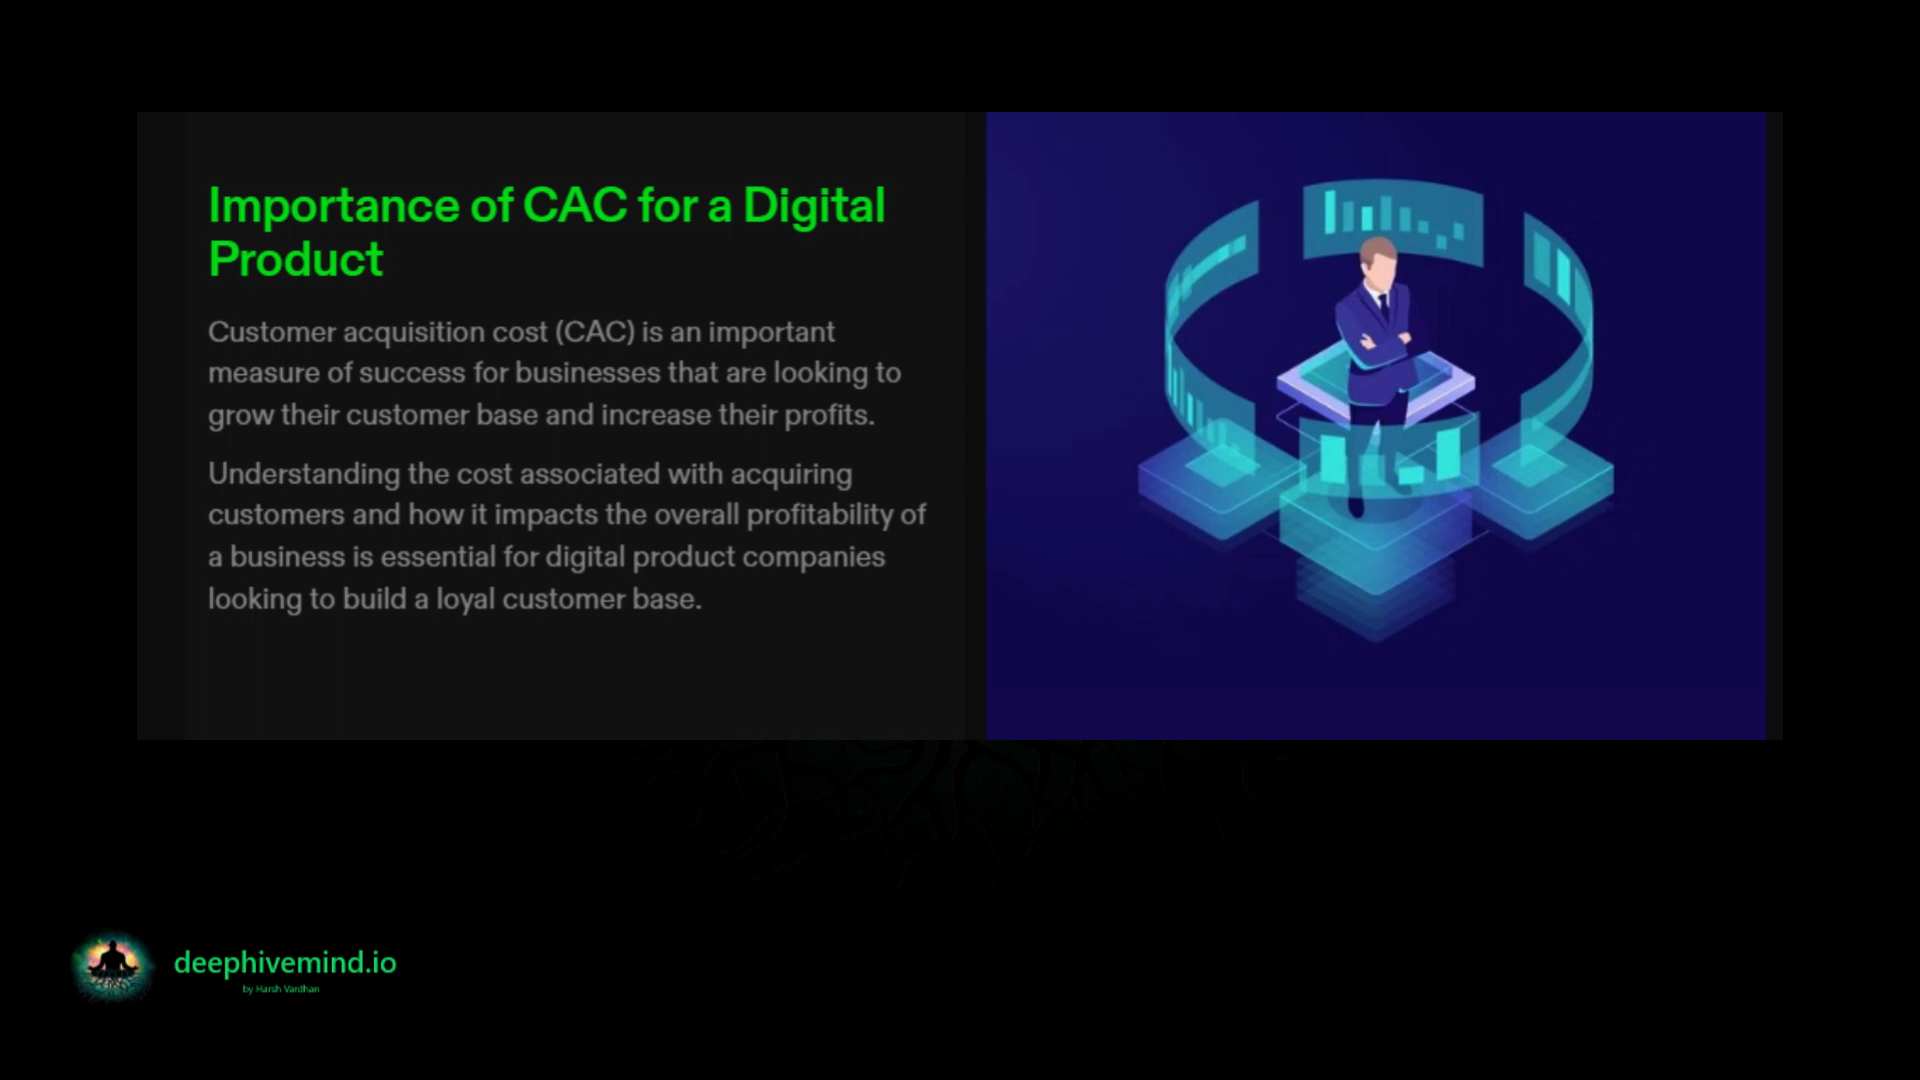 Importance of CAC for a Digital
Product
Customer acquisition cost (CAC) is an important
measure of success for businesses that are looking to
grow their customer base and increase their profits.
Understanding the cost associated with acquiring
customers and how it impacts the overall profitability of
a business is essential for digital product companies
looking to build a loyal customer base.
deephivemind.io
by Harsh Vardhan